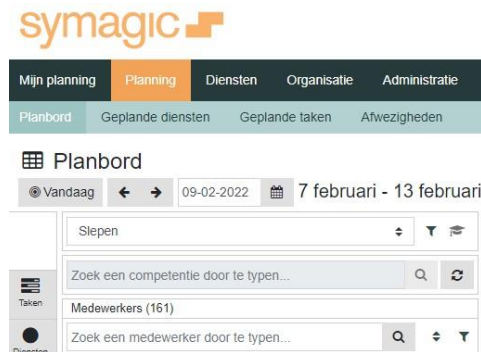 symagic
Mijn planning Planning Diensten Organisatie Administratie
Planbord Geplande diensten Geplande taken Afwezigheden
Planbord
Vandaag 09-02-2022 7 februari - 13 februari
Slepen
Zoek een competentie door te typen...
Taken
Medewerkers (161)
Zoek een medewerker door te typen...
Diensten